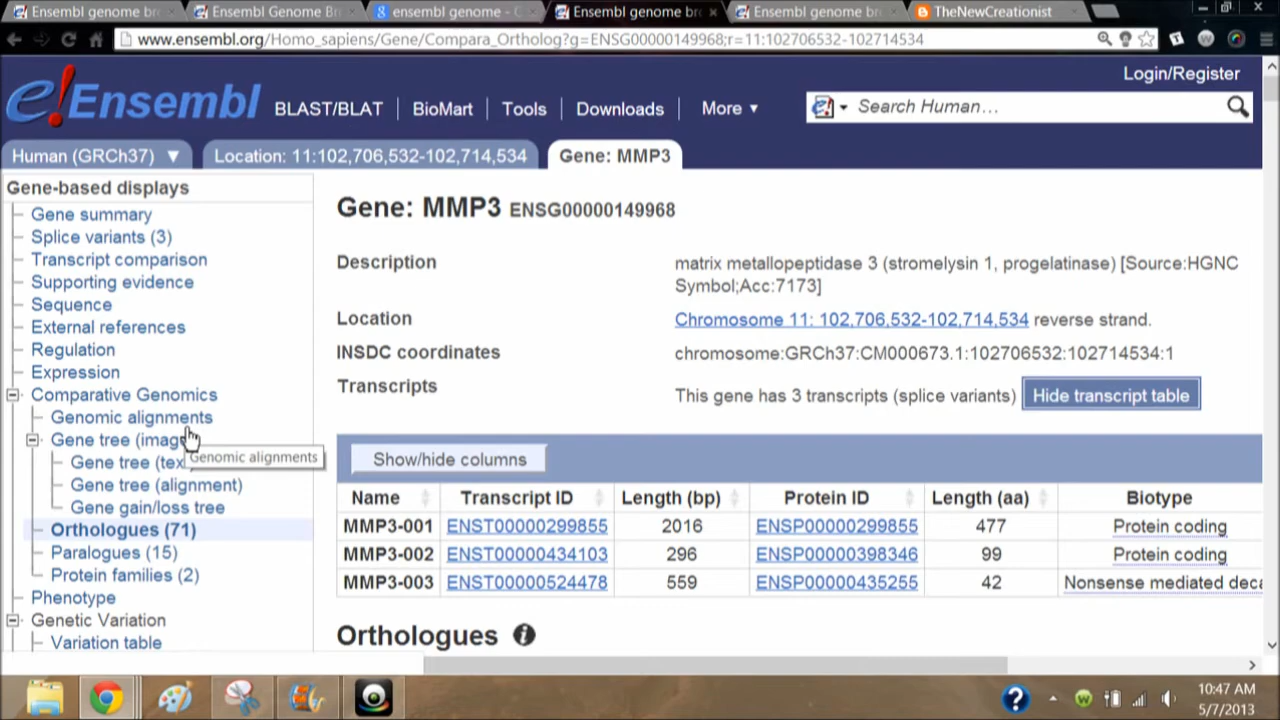 Ensembl genome br
Ensembl Genome Br
ensembl genome - G
Ensembl genome bro
Ensembl genome bro
TheNewCreationist
www.ensembl.org/Homo_sapiens/Gene/Compara_Ortholog?g=ENSG00000149968;r=11:102706532-102714534
Login/Register
e!Ensembl
BLAST/BLAT
BioMart
Tools
Downloads
More ▼
Search Human…
Human (GRCh37) ▼
Location: 11:102,706,532-102,714,534
Gene: MMP3
Gene-based displays
Gene summary
Splice variants (3)
Transcript comparison
Supporting evidence
Sequence
External references
Regulation
Expression
Comparative Genomics
Genomic alignments
Gene tree (imag
Genomic alignments
Gene tree (tex
Gene tree (alignment)
Gene gain/loss tree
Orthologues (71)
Paralogues (15)
Protein families (2)
Phenotype
Genetic Variation
Variation table
Gene: MMP3 ENSG00000149968
Description matrix metallopeptidase 3 (stromelysin 1, progelatinase) [Source:HGNC
Symbol;Acc:7173]
Location Chromosome 11: 102,706,532-102,714,534 reverse strand.
INSDC coordinates chromosome:GRCh37:CM000673.1:102706532:102714534:1
Transcripts This gene has 3 transcripts (splice variants) Hide transcript table
Show/hide columns
Name Transcript ID Length (bp) Protein ID Length (aa) Biotype
MMP3-001 ENST00000299855 2016 ENSP00000299855 477 Protein coding
MMP3-002 ENST00000434103 296 ENSP00000398346 99 Protein coding
MMP3-003 ENST00000524478 559 ENSP00000435255 42 Nonsense mediated deca
Orthologues
10:47 AM
5/7/2013